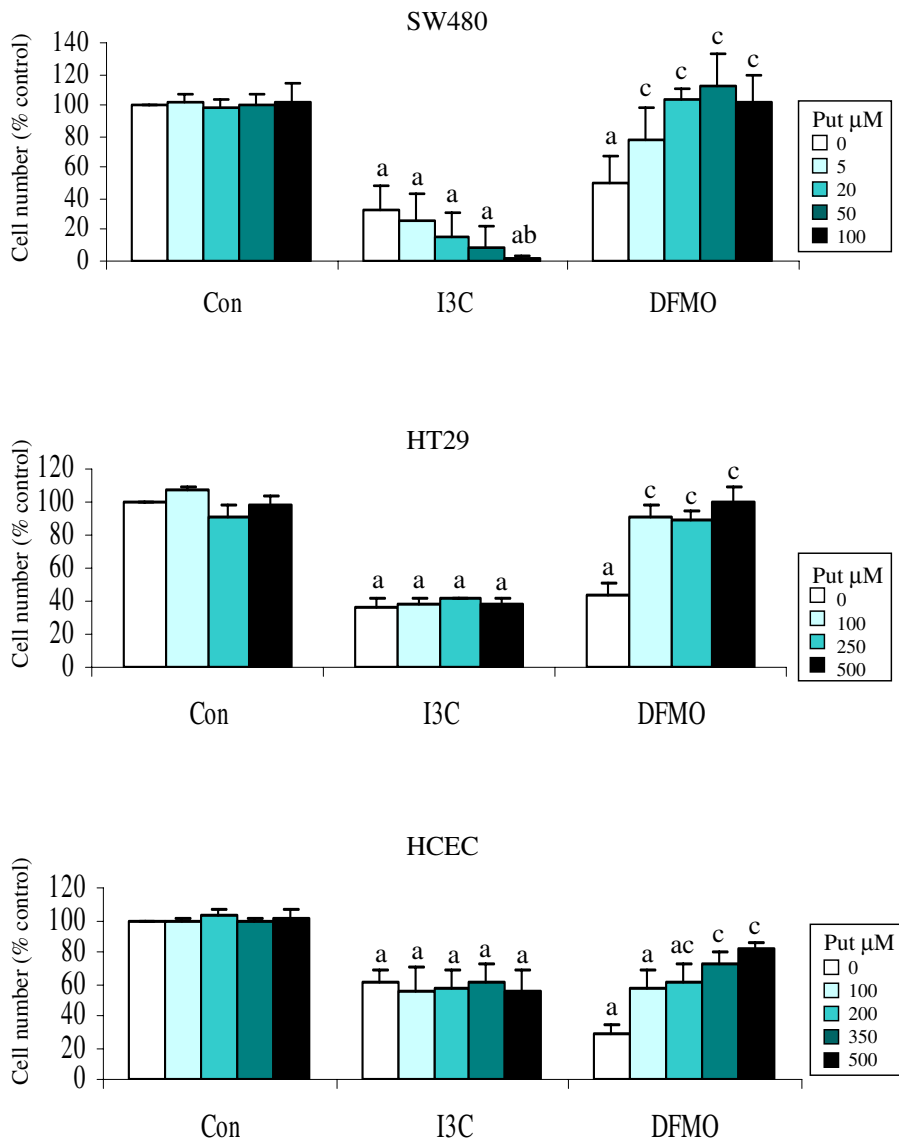 SW480
Cell number (% control)
140
120
100
80
60
40
20
0
a
a
a
a
ab
a
c
c
c
c
Con
I3C
DFMO
Put µM
0
5
20
50
100
HT29
Cell number (% control)
120
100
80
60
40
20
0
a
a
a
a
a
c
c
c
Con
I3C
DFMO
Put µM
0
100
250
500
HCEC
Cell number (% control)
120
100
80
60
40
20
0
a
a
a
a
a
a
a
ac
c
c
Con
I3C
DFMO
Put µM
0
100
200
350
500